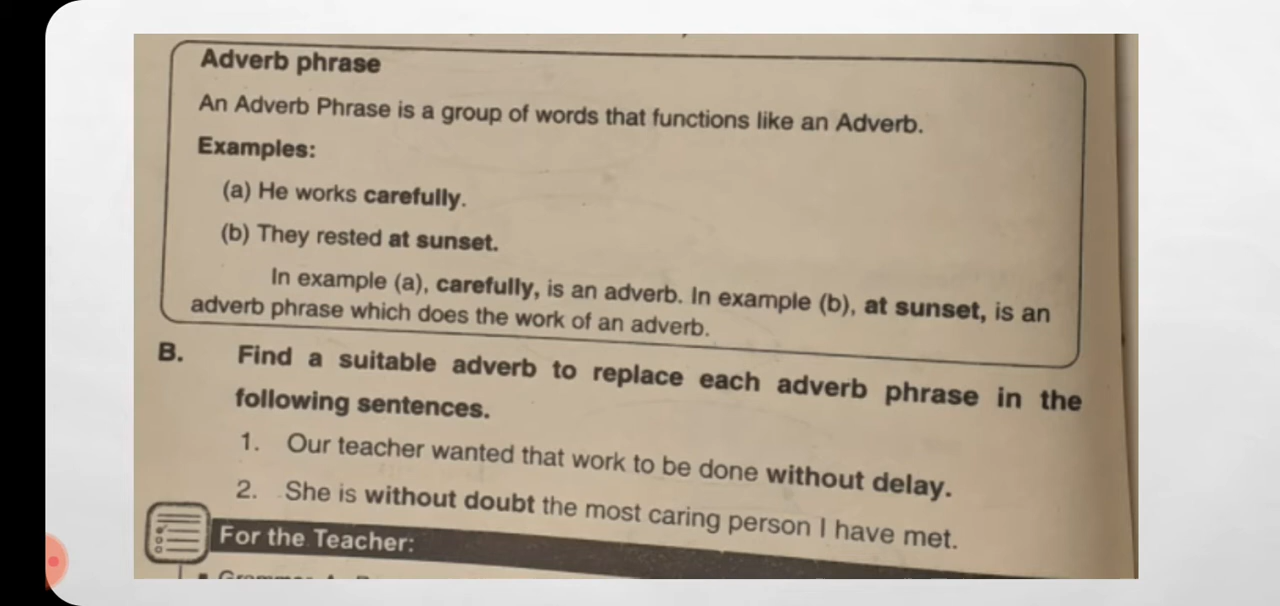 Adverb phrase
An Adverb Phrase is a group of words that functions like an Adverb.
Examples:
(a) He works carefully.
(b) They rested at sunset.
In example (a), carefully, is an adverb. In example (b), at sunset, is an
adverb phrase which does the work of an adverb.
B. Find a suitable adverb to replace each adverb phrase in the
following sentences.
1. Our teacher wanted that work to be done without delay.
2. She is without doubt the most caring person I have met.
For the Teacher: